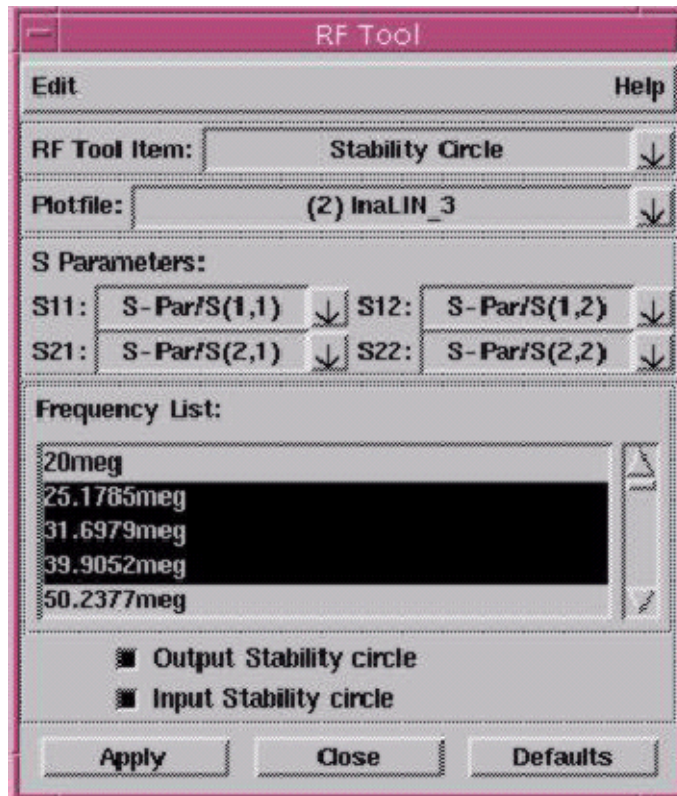 RF Tool
Edit Help
RF Tool Item: Stability Circle
Plotfile: (2) lnaLIN_3
S Parameters:
S11: S-Par/S(1,1) S12: S-Par/S(1,2)
S21: S-Par/S(2,1) S22: S-Par/S(2,2)
Frequency List:
20meg
25.1785meg
31.6979meg
39.9052meg
50.2377meg
Output Stability circle
Input Stability circle
Apply Close Defaults